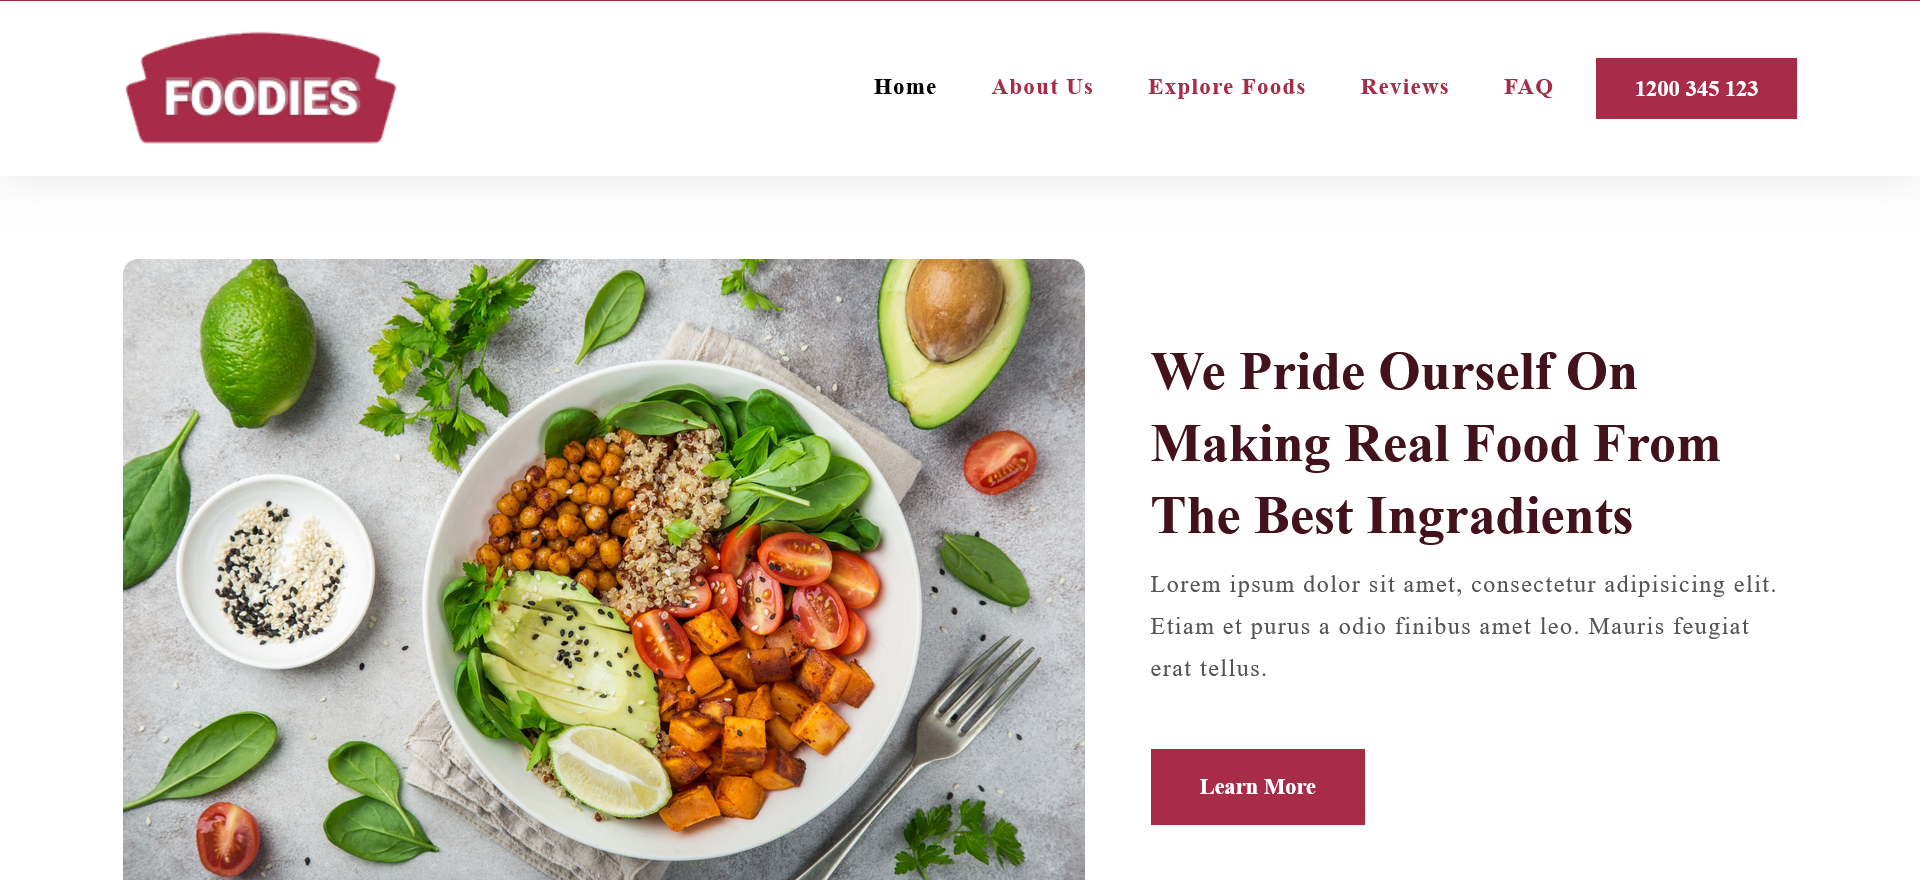 FOODIES
Home About Us Explore Foods Reviews FAQ 1200 345 123
We Pride Ourself On
Making Real Food From
The Best Ingradients
Lorem ipsum dolor sit amet, consectetur adipisicing elit.
Etiam et purus a odio finibus amet leo. Mauris feugiat
erat tellus.
Learn More